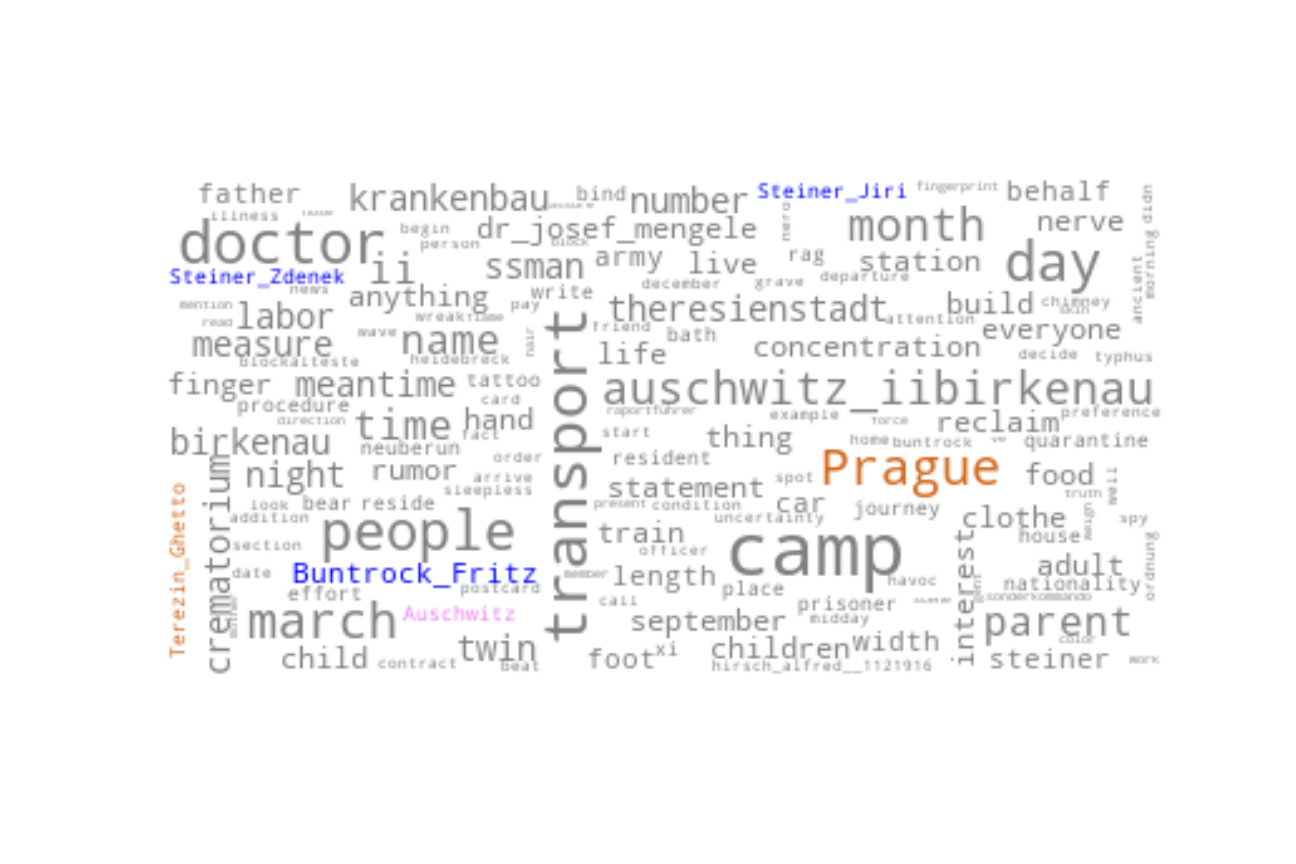 father krankenbau bind number Steiner_Jiri fingerprint behalf
illness begin dr_josef_mengele month nerve didn
doctor person block army live rag station day morning
Steiner_Zdenek ii ssman december grave departure ancient
news anything write theresienstadt build chimney
mention labor wreak pay attention everyone
read wave name friend bath
measure life concentration decide typhus
blockalteste heidebreck
finger meantime tattoo auschwitz_iibirkenau
procedure card raportfuhrer example force reclaim preference
direction time hand start
birkenau fact thing home buntrock quarantine
neuberun order resident Prague
night rumor arrive spot food
sleepless statement truth
look bear reside present condition car journey clothe spy
addition people uncertainty
crematorium transport train house
section officer camp interest ordnung
Terezin_Ghetto date Buntrock_Fritz member length havoc adult
effort postcard place nationality
call prisoner sonderkommando
march Auschwitz september midday parent
twin children width color
child contract beat foot xi hirsch_alfred__1121916 steiner work